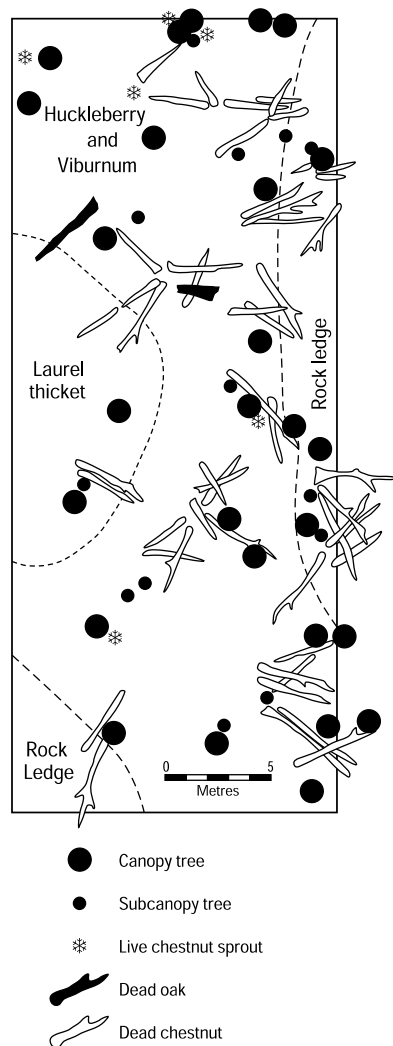 Huckleberry
and
Viburnum
Laurel
thicket
Rock ledge
Rock
Ledge
0 5
Metres
Canopy tree
Subcanopy tree
Live chestnut sprout
Dead oak
Dead chestnut